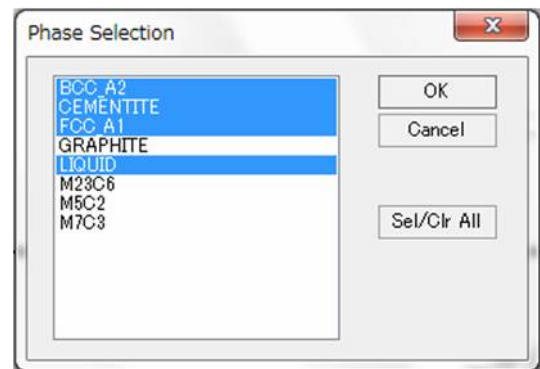 Phase Selection
BCC_A2
CEMENTITE
FCC_A1
GRAPHITE
LIQUID
M23C6
M5C2
M7C3
OK
Cancel
Sel/Clr All